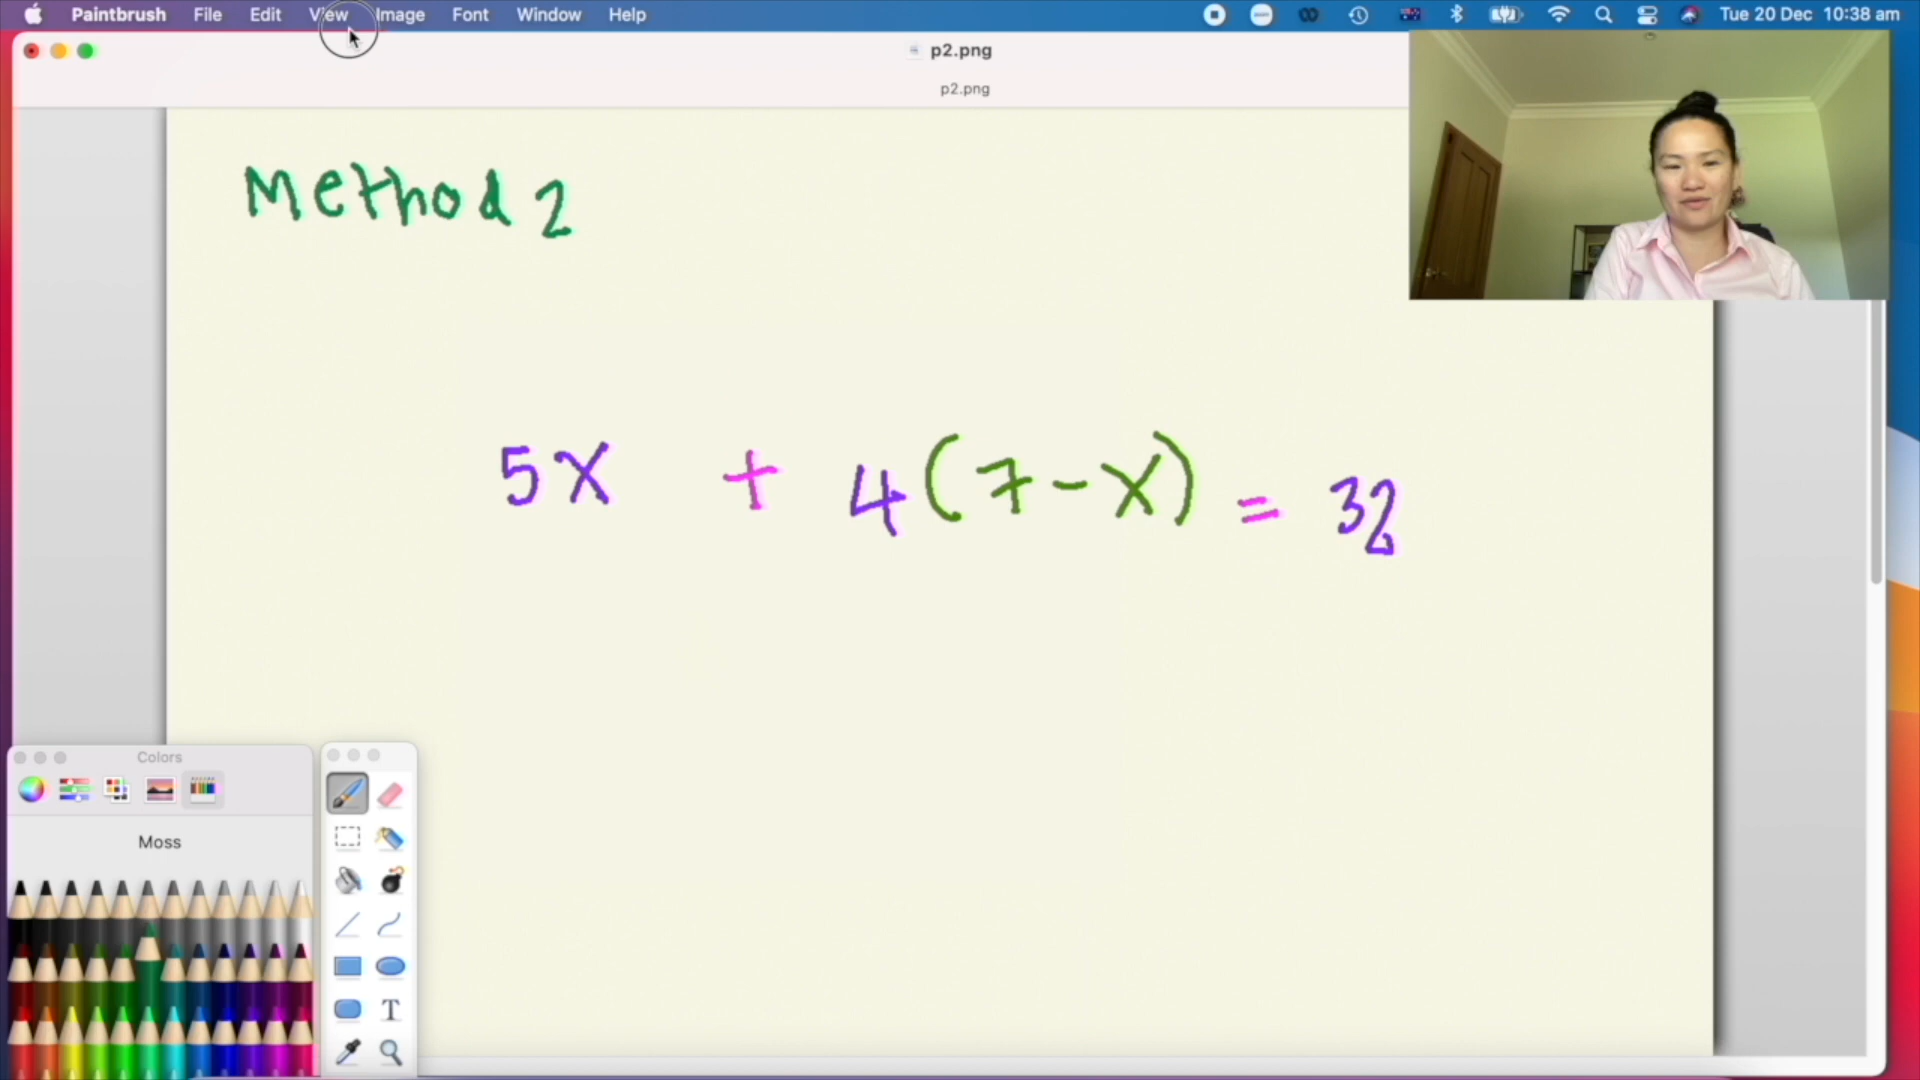 Paintbrush File Edit View Image Font Window Help Tue 20 Dec 10:38 am
p2.png
p2.png
Method 2
5x + 4(7-x) = 32
Colors
Moss
T